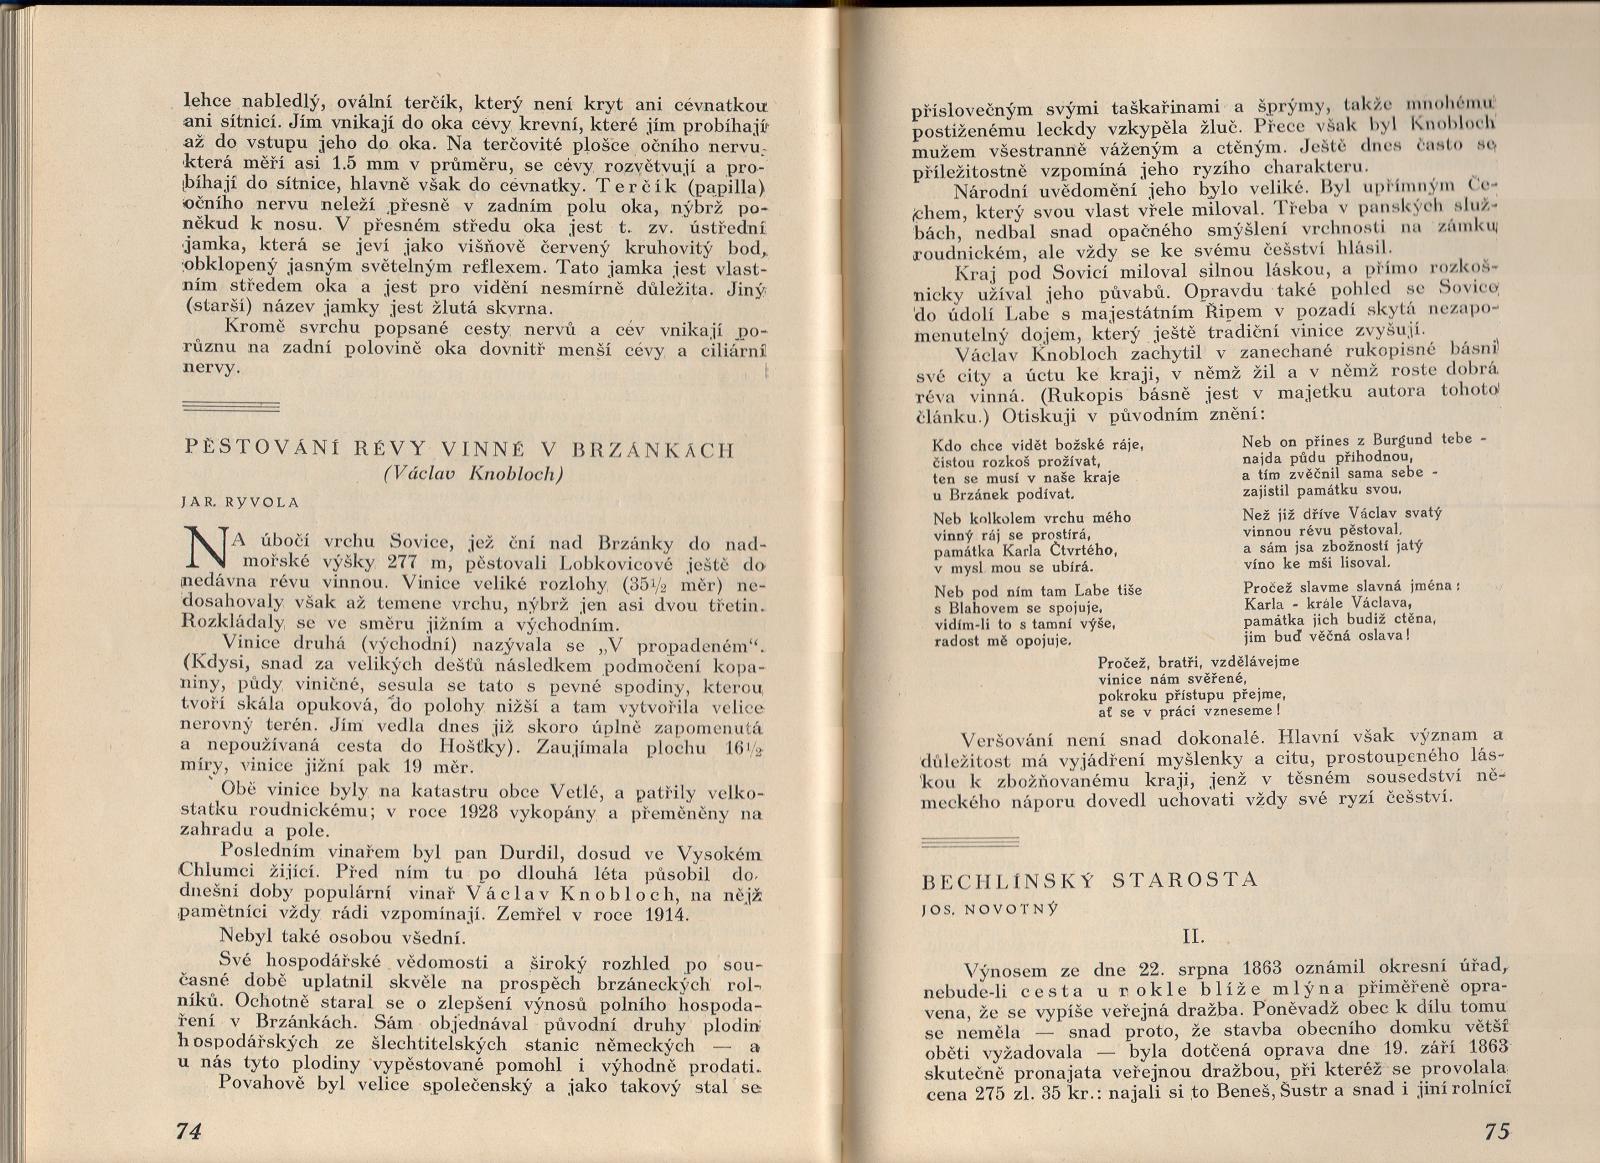 lehce nabledlý, ovální terčík, který není kryt ani cévnatkou
ani sítnicí. Jím vnikají do oka cévy krevní, které jím probíhají
až do vstupu jeho do oka. Na terčovité plošce očního nervu,
která měří asi 1.5 mm v průměru, se cévy rozvětvují a pro-
bíhají do sítnice, hlavně však do cévnatky. Terčík (papilla)
očního nervu neleží přesně v zadním polu oka, nýbrž po-
někud k nosu. V přesném středu oka jest t. zv. ústřední
jamka, která se jeví jako višňově červený kruhovitý bod,
obklopený jasným světelným reflexem. Tato jamka jest vlast-
ním středem oka a jest pro vidění nesmírně důležita. Jiný
(starší) název jamky jest žlutá skvrna.
Kromě svrchu popsané cesty nervů a cév vnikají po-
různu na zadní polovině oka dovnitř menší cévy a ciliární
nervy.
PĚSTOVÁNÍ RÉVY VINNÉ V BRZÁNKÁCH
(Václav Knobloch)
JAR. RYVOLA
NA úbočí vrchu Sovice, jež ční nad Brzánky do nad-
mořské výšky 277 m, pěstovali Lobkovicové ještě do
nedávna révu vinnou. Vinice veliké rozlohy (35½ měr) ne-
dosahovaly však až temene vrchu, nýbrž jen asi dvou třetin.
Rozkládaly se ve směru jižním a východním.
Vinice druhá (východní) nazývala se „V propadeném“.
(Kdysi, snad za velikých dešťů následkem podmočení kopa-
niny, půdy viničné, sesula se tato s pevné spodiny, kterou
tvoří skála opuková, do polohy nižší a tam vytvořila velice
nerovný terén. Jím vedla dnes již skoro úplně zapomenutá
a nepoužívaná cesta do Hošťky). Zaujímala plochu 16½
míry, vinice jižní pak 19 měr.
Obě vinice byly na katastru obce Vetlé, a patřily velko-
statku roudnickému; v roce 1928 vykopány a přeměněny na
zahradu a pole.
Posledním vinařem byl pan Durdil, dosud ve Vysokém
Chlumci žijící. Před ním tu po dlouhá léta působil do
dnešní doby populární vinař Václav Knobloch, na nějž
pamětníci vždy rádi vzpomínají. Zemřel v roce 1914.
Nebyl také osobou všední.
Své hospodářské vědomosti a široký rozhled po sou-
časné době uplatnil skvěle na prospěch brzáneckých rol-
níků. Ochotně staral se o zlepšení výnosů polního hospoda-
ření v Brzánkách. Sám objednával původní druhy plodin
hospodářských ze šlechtitelských stanic německých — a
u nás tyto plodiny vypěstované pomohl i výhodně prodati.
Povahově byl velice společenský a jako takový stal se
74
příslovečným svými taškařinami a šprýmy, takže mnohému
postiženému leckdy vzkypěla žluč. Přece však byl Knobloch
mužem všestranně váženým a ctěným. Ještě dnes často se
příležitostně vzpomíná jeho ryzího charakteru.
Národní uvědomění jeho bylo veliké. Byl upřímným Če-
chem, který svou vlast vřele miloval. Třeba v panských služ-
bách, nedbal snad opačného smýšlení vrchnosti na zámku
roudnickém, ale vždy se ke svému češství hlásil.
Kraj pod Sovicí miloval silnou láskou, a přímo rozkoš-
nicky užíval jeho půvabů. Opravdu také pohled se Sovice
do údolí Labe s majestátním Řipem v pozadí skytá nezapo-
menutelný dojem, který ještě tradiční vinice zvyšují.
Václav Knobloch zachytil v zanechané rukopisné básni
své city a úctu ke kraji, v němž žil a v němž roste dobrá
réva vinná. (Rukopis básně jest v majetku autora tohoto
článku.) Otiskuji v původním znění:
Kdo chce vidět božské ráje,
čistou rozkoš prožívat,
ten se musí v naše kraje
u Brzánek podívat.
Neb kolkolem vrchu mého
vinný ráj se prostírá,
památka Karla Čtvrtého,
v mysl mou se ubírá.
Neb pod ním tam Labe tiše
s Blahovem se spojuje,
vidím-li to s tamní výše,
radost mě opojuje.
Neb on přines z Burgund tebe -
najda půdu příhodnou,
a tím zvěčnil sama sebe -
zajistil památku svou.
Než již dříve Václav svatý
vinnou révu pěstoval,
a sám jsa zbožností jatý
víno ke mši lisoval.
Pročež slavme slavná jména:
Karla - krále Václava,
památka jich budiž ctěna,
jim buď věčná oslava!
Pročež, bratři, vzdělávejme
vinice nám svěřené,
pokroku přístupu přejme,
ať se v práci vzneseme!
Veršování není snad dokonalé. Hlavní však význam a
důležitost má vyjádření myšlenky a citu, prostoupeného lás-
kou k zbožňovanému kraji, jenž v těsném sousedství ně-
meckého náporu dovedl uchovati vždy své ryzí češství.
BECHLÍNSKÝ STAROSTA
JOS. NOVOTNÝ
II.
Výnosem ze dne 22. srpna 1863 oznámil okresní úřad,
nebude-li cesta u rokle blíže mlýna přiměřeně opra-
vena, že se vypíše veřejná dražba. Poněvadž obec k dílu tomu
se neměla — snad proto, že stavba obecního domku větší
oběti vyžadovala — byla dotčená oprava dne 19. září 1863
skutečně pronajata veřejnou dražbou, při kteréž se provolala
cena 275 zl. 35 kr.: najali si to Beneš, Šustr a snad i jiní rolníci
75